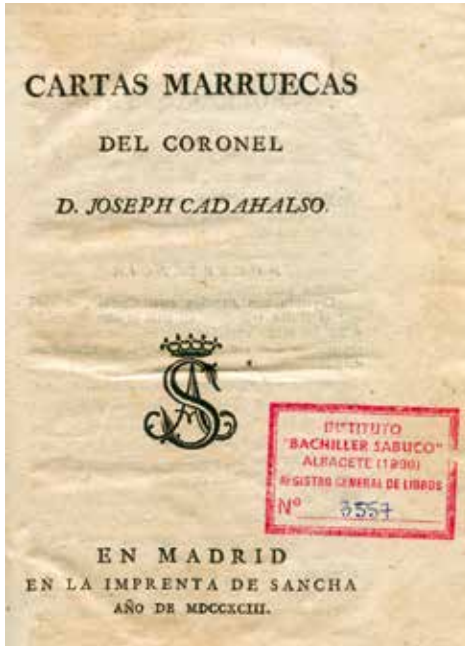 CARTAS MARRUECAS
DEL CORONEL
D. JOSEPH CADAHALSO.
INSTITUTO
"BACHILLER SABUCO"
ALBACETE
REGISTRO GENERAL DE LIBROS
Nº 3557
EN MADRID
EN LA IMPRENTA DE SANCHA
AÑO DE MDCCXCIII.